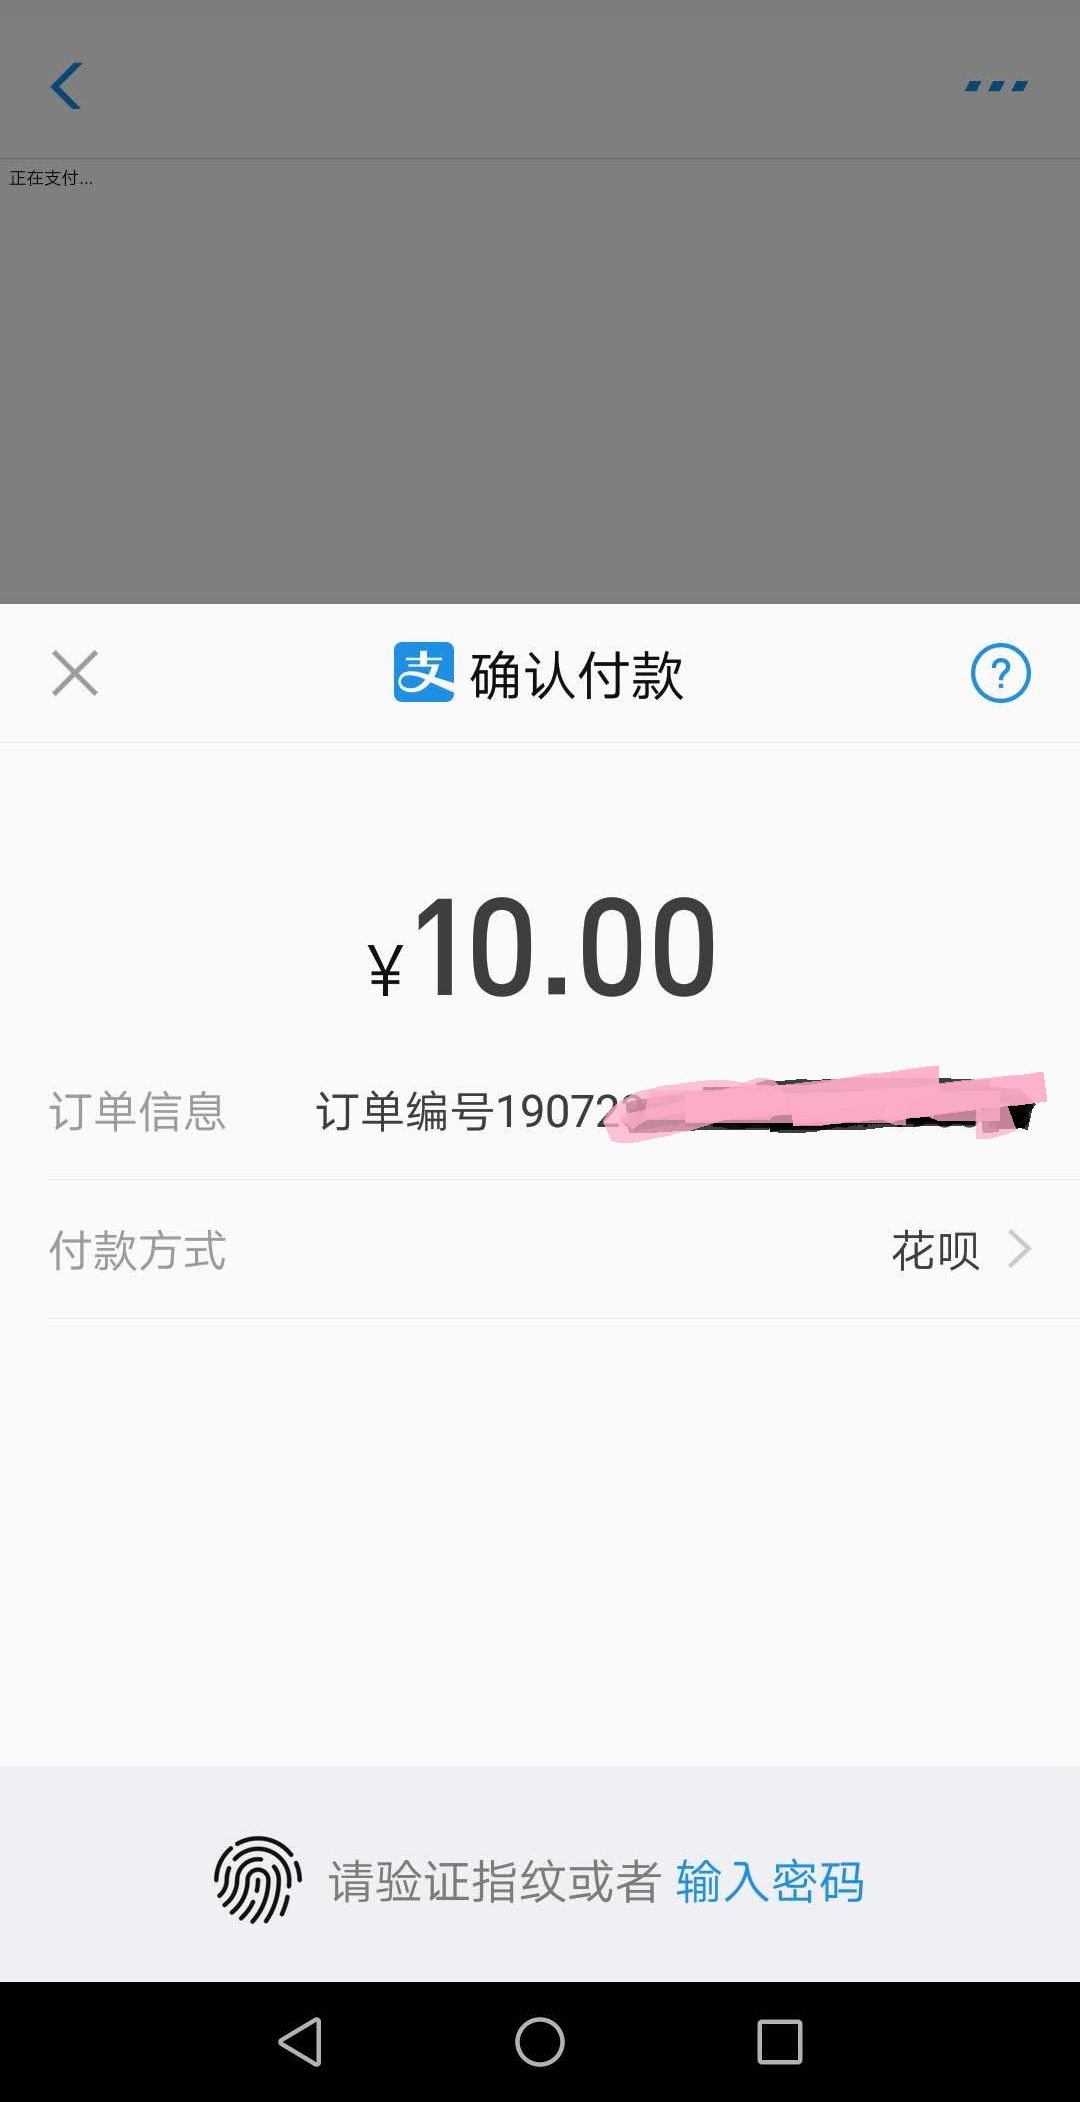 正在支付...
支 确认付款
?
¥10.00
订单信息 订单编号19072
付款方式 花呗
请验证指纹或者 输入密码